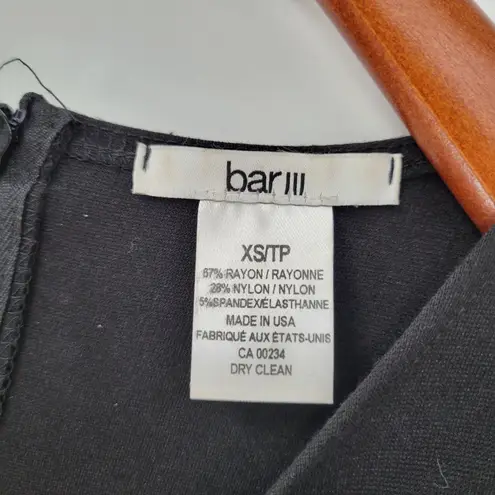 bar III
XS/TP
67% RAYON / RAYONNE
28% NYLON / NYLON
5%SPANDEX/ÉLASTHANNE
MADE IN USA
FABRIQUÉ AUX ÉTATS-UNIS
CA 00234
DRY CLEAN